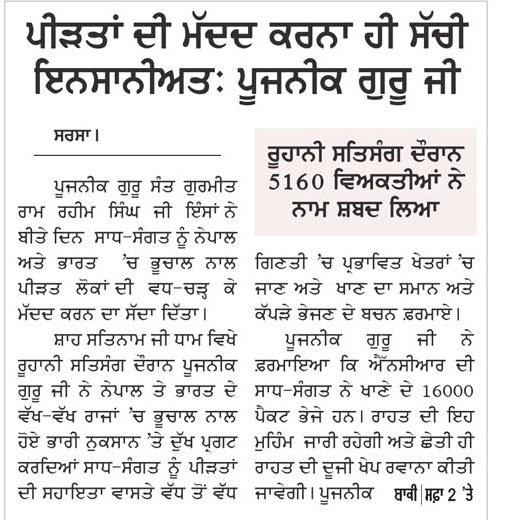 ਪੀੜਤਾਂ ਦੀ ਮੱਦਦ ਕਰਨਾ ਹੀ ਸੱਚੀ
ਇਨਸਾਨੀਅਤਃ ਪੂਜਨੀਕ ਗੁਰੂ ਜੀ
ਸਰਸਾ।
ਪੂਜਨੀਕ ਗੁਰੂ ਸੰਤ ਗੁਰਮੀਤ
ਰਾਮ ਰਹੀਮ ਸਿੰਘ ਜੀ ਇੰਸਾਂ ਨੇ
ਬੀਤੇ ਦਿਨ ਸਾਧ-ਸੰਗਤ ਨੂੰ ਨੇਪਾਲ
ਅਤੇ ਭਾਰਤ 'ਚ ਭੂਚਾਲ ਨਾਲ
ਪੀੜਤ ਲੋਕਾਂ ਦੀ ਵਧ-ਚੜ੍ਹ ਕੇ
ਮੱਦਦ ਕਰਨ ਦਾ ਸੱਦਾ ਦਿੱਤਾ।
ਸ਼ਾਹ ਸਤਿਨਾਮ ਜੀ ਧਾਮ ਵਿਖੇ
ਰੂਹਾਨੀ ਸਤਿਸੰਗ ਦੌਰਾਨ ਪੂਜਨੀਕ
ਗੁਰੂ ਜੀ ਨੇ ਨੇਪਾਲ ਤੇ ਭਾਰਤ ਦੇ
ਵੱਖ-ਵੱਖ ਰਾਜਾਂ 'ਚ ਭੂਚਾਲ ਨਾਲ
ਹੋਏ ਭਾਰੀ ਨੁਕਸਾਨ 'ਤੇ ਦੁੱਖ ਪ੍ਰਗਟ
ਕਰਦਿਆਂ ਸਾਧ-ਸੰਗਤ ਨੂੰ ਪੀੜਤਾਂ
ਦੀ ਸਹਾਇਤਾ ਵਾਸਤੇ ਵੱਧ ਤੋਂ ਵੱਧ
ਰੂਹਾਨੀ ਸਤਿਸੰਗ ਦੌਰਾਨ
5160 ਵਿਅਕਤੀਆਂ ਨੇ
ਨਾਮ ਸ਼ਬਦ ਲਿਆ
ਗਿਣਤੀ 'ਚ ਪ੍ਰਭਾਵਿਤ ਖੇਤਰਾਂ 'ਚ
ਜਾਣ ਅਤੇ ਖਾਣ ਦਾ ਸਮਾਨ ਅਤੇ
ਕੱਪੜੇ ਭੇਜਣ ਦੇ ਬਚਨ ਫ਼ਰਮਾਏ।
ਪੂਜਨੀਕ ਗੁਰੂ ਜੀ ਨੇ
ਫ਼ਰਮਾਇਆ ਕਿ ਐੱਨਸੀਆਰ ਦੀ
ਸਾਧ-ਸੰਗਤ ਨੇ ਖਾਣੇ ਦੇ 16000
ਪੈਕਟ ਭੇਜੇ ਹਨ। ਰਾਹਤ ਦੀ ਇਹ
ਮੁਹਿੰਮ ਜਾਰੀ ਰਹੇਗੀ ਅਤੇ ਛੇਤੀ ਹੀ
ਰਾਹਤ ਦੀ ਦੂਜੀ ਖੇਪ ਰਵਾਨਾ ਕੀਤੀ
ਜਾਵੇਗੀ। ਪੂਜਨੀਕ ਬਾਕੀ ਸਫ਼ਾ 2 'ਤੇ